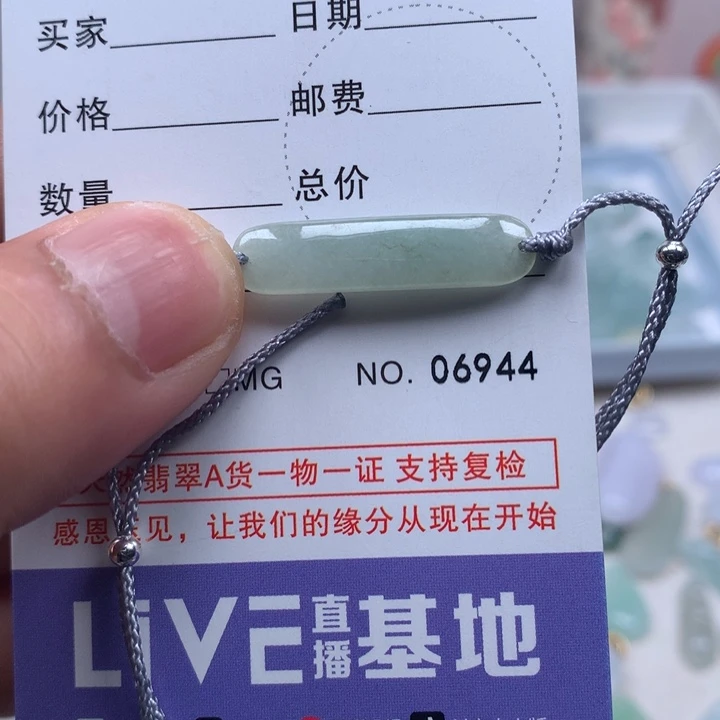 买家 日期
价格 邮费
数量 总价
MG NO. 06944
翡翠A货一物一证 支持复检
感恩 见，让我们的缘分从现在开始
LiVE 直播 基地